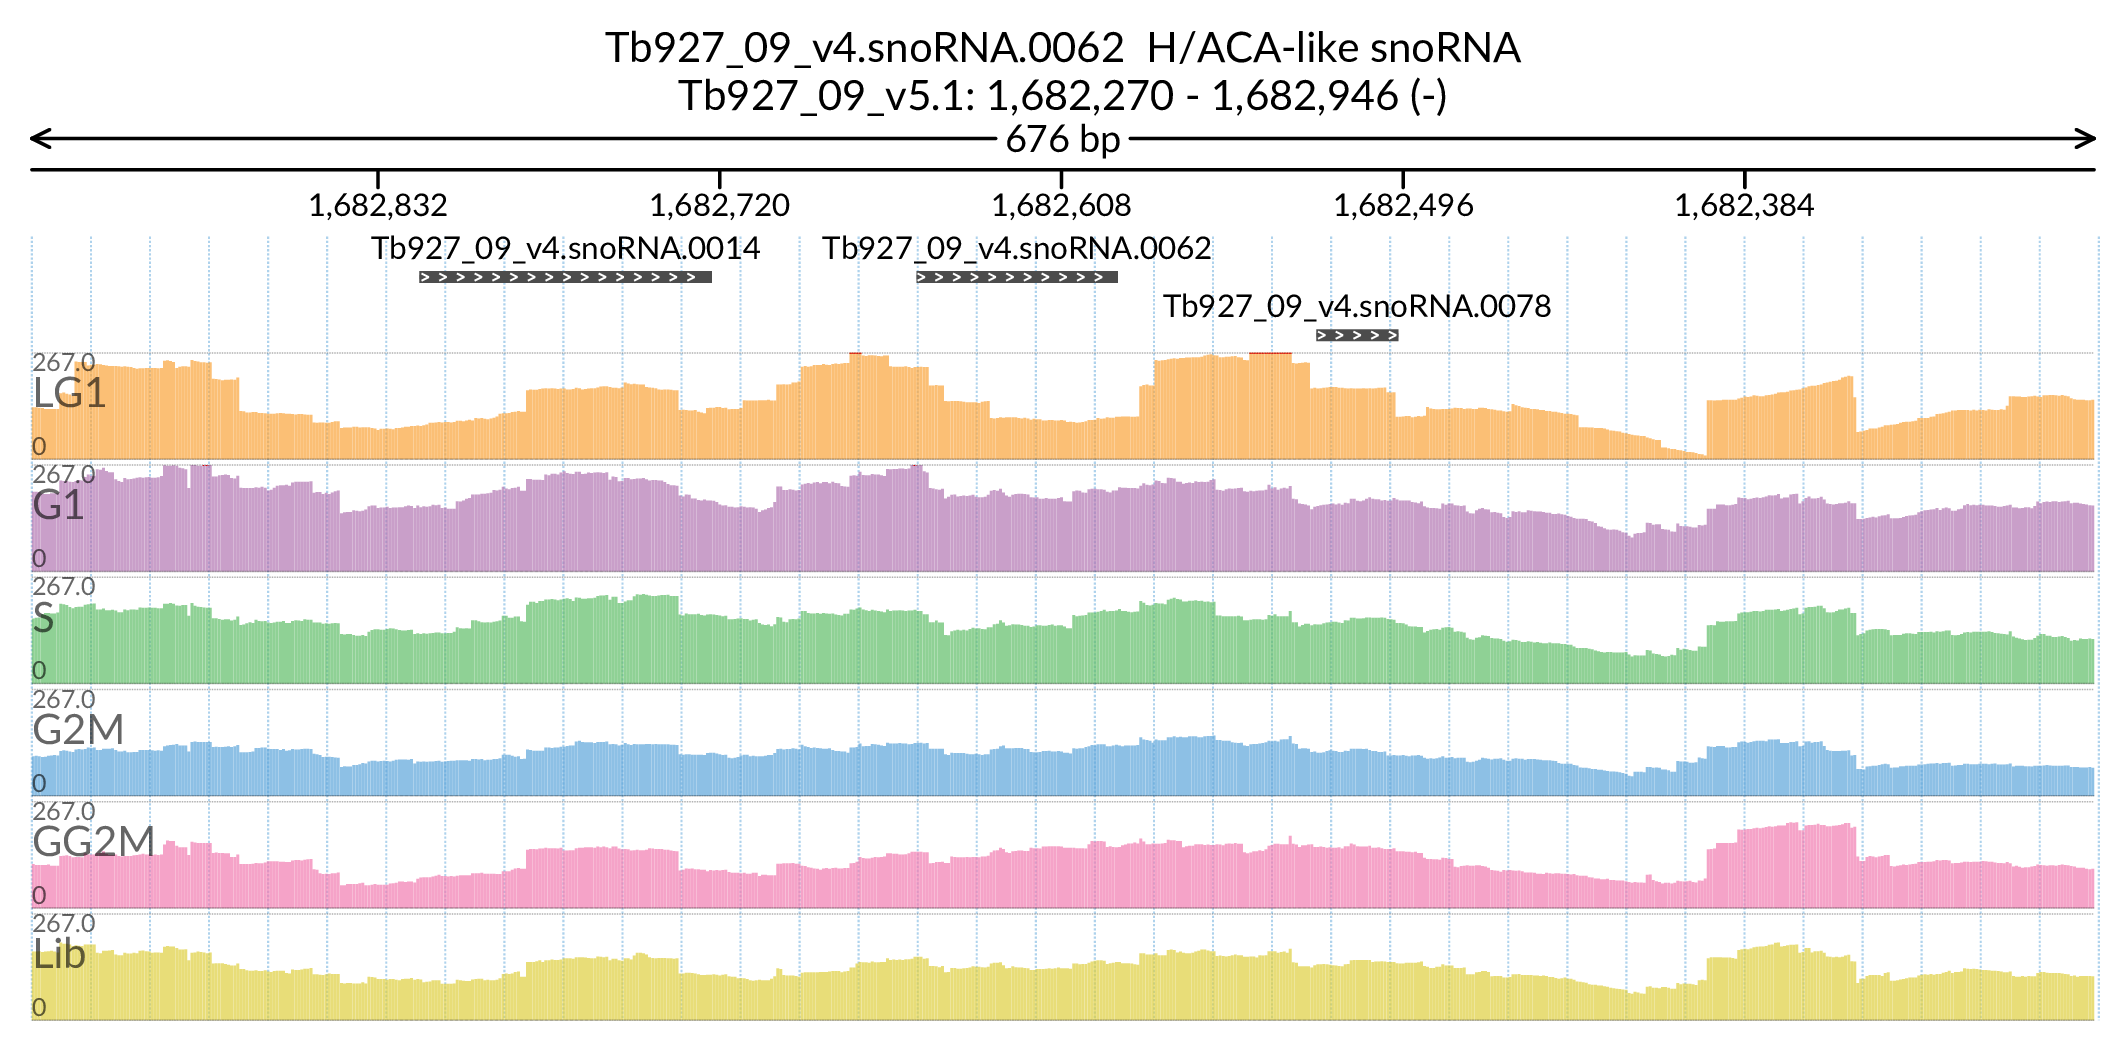 Tb927_09_v4.snoRNA.0062 H/ACA-like snoRNA
Tb927_09_v5.1: 1,682,270 - 1,682,946 (-)
676 bp
1,682,832 1,682,720 1,682,608 1,682,496 1,682,384
Tb927_09_v4.snoRNA.0014 Tb927_09_v4.snoRNA.0062
Tb927_09_v4.snoRNA.0078
267.0
LG1
0
267.0
G1
0
267.0
S
0
267.0
G2M
0
267.0
GG2M
0
267.0
Lib
0